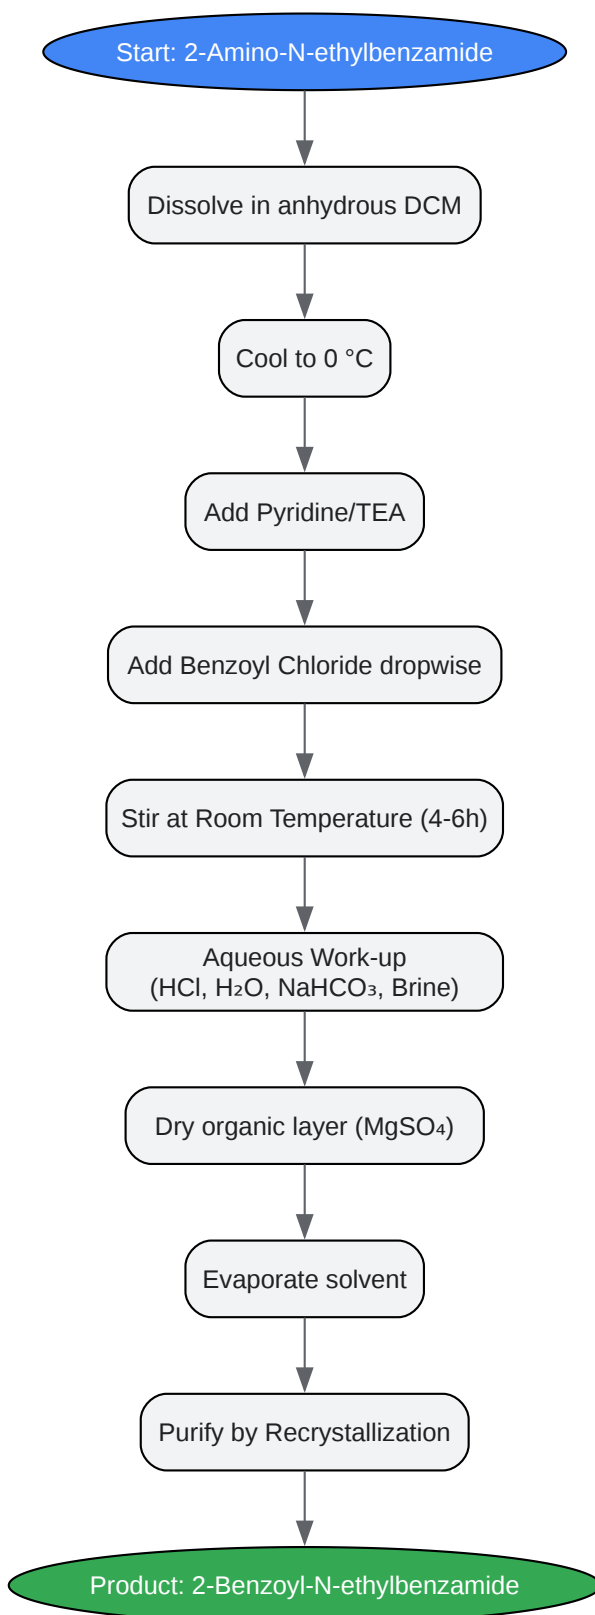 Start: 2-Amino-N-ethylbenzamide
Dissolve in anhydrous DCM
Cool to 0 °C
Add Pyridine/TEA
Add Benzoyl Chloride dropwise
Stir at Room Temperature (4-6h)
Aqueous Work-up
(HCl, H₂O, NaHCO₃, Brine)
Dry organic layer (MgSO₄)
Evaporate solvent
Purify by Recrystallization
Product: 2-Benzoyl-N-ethylbenzamide